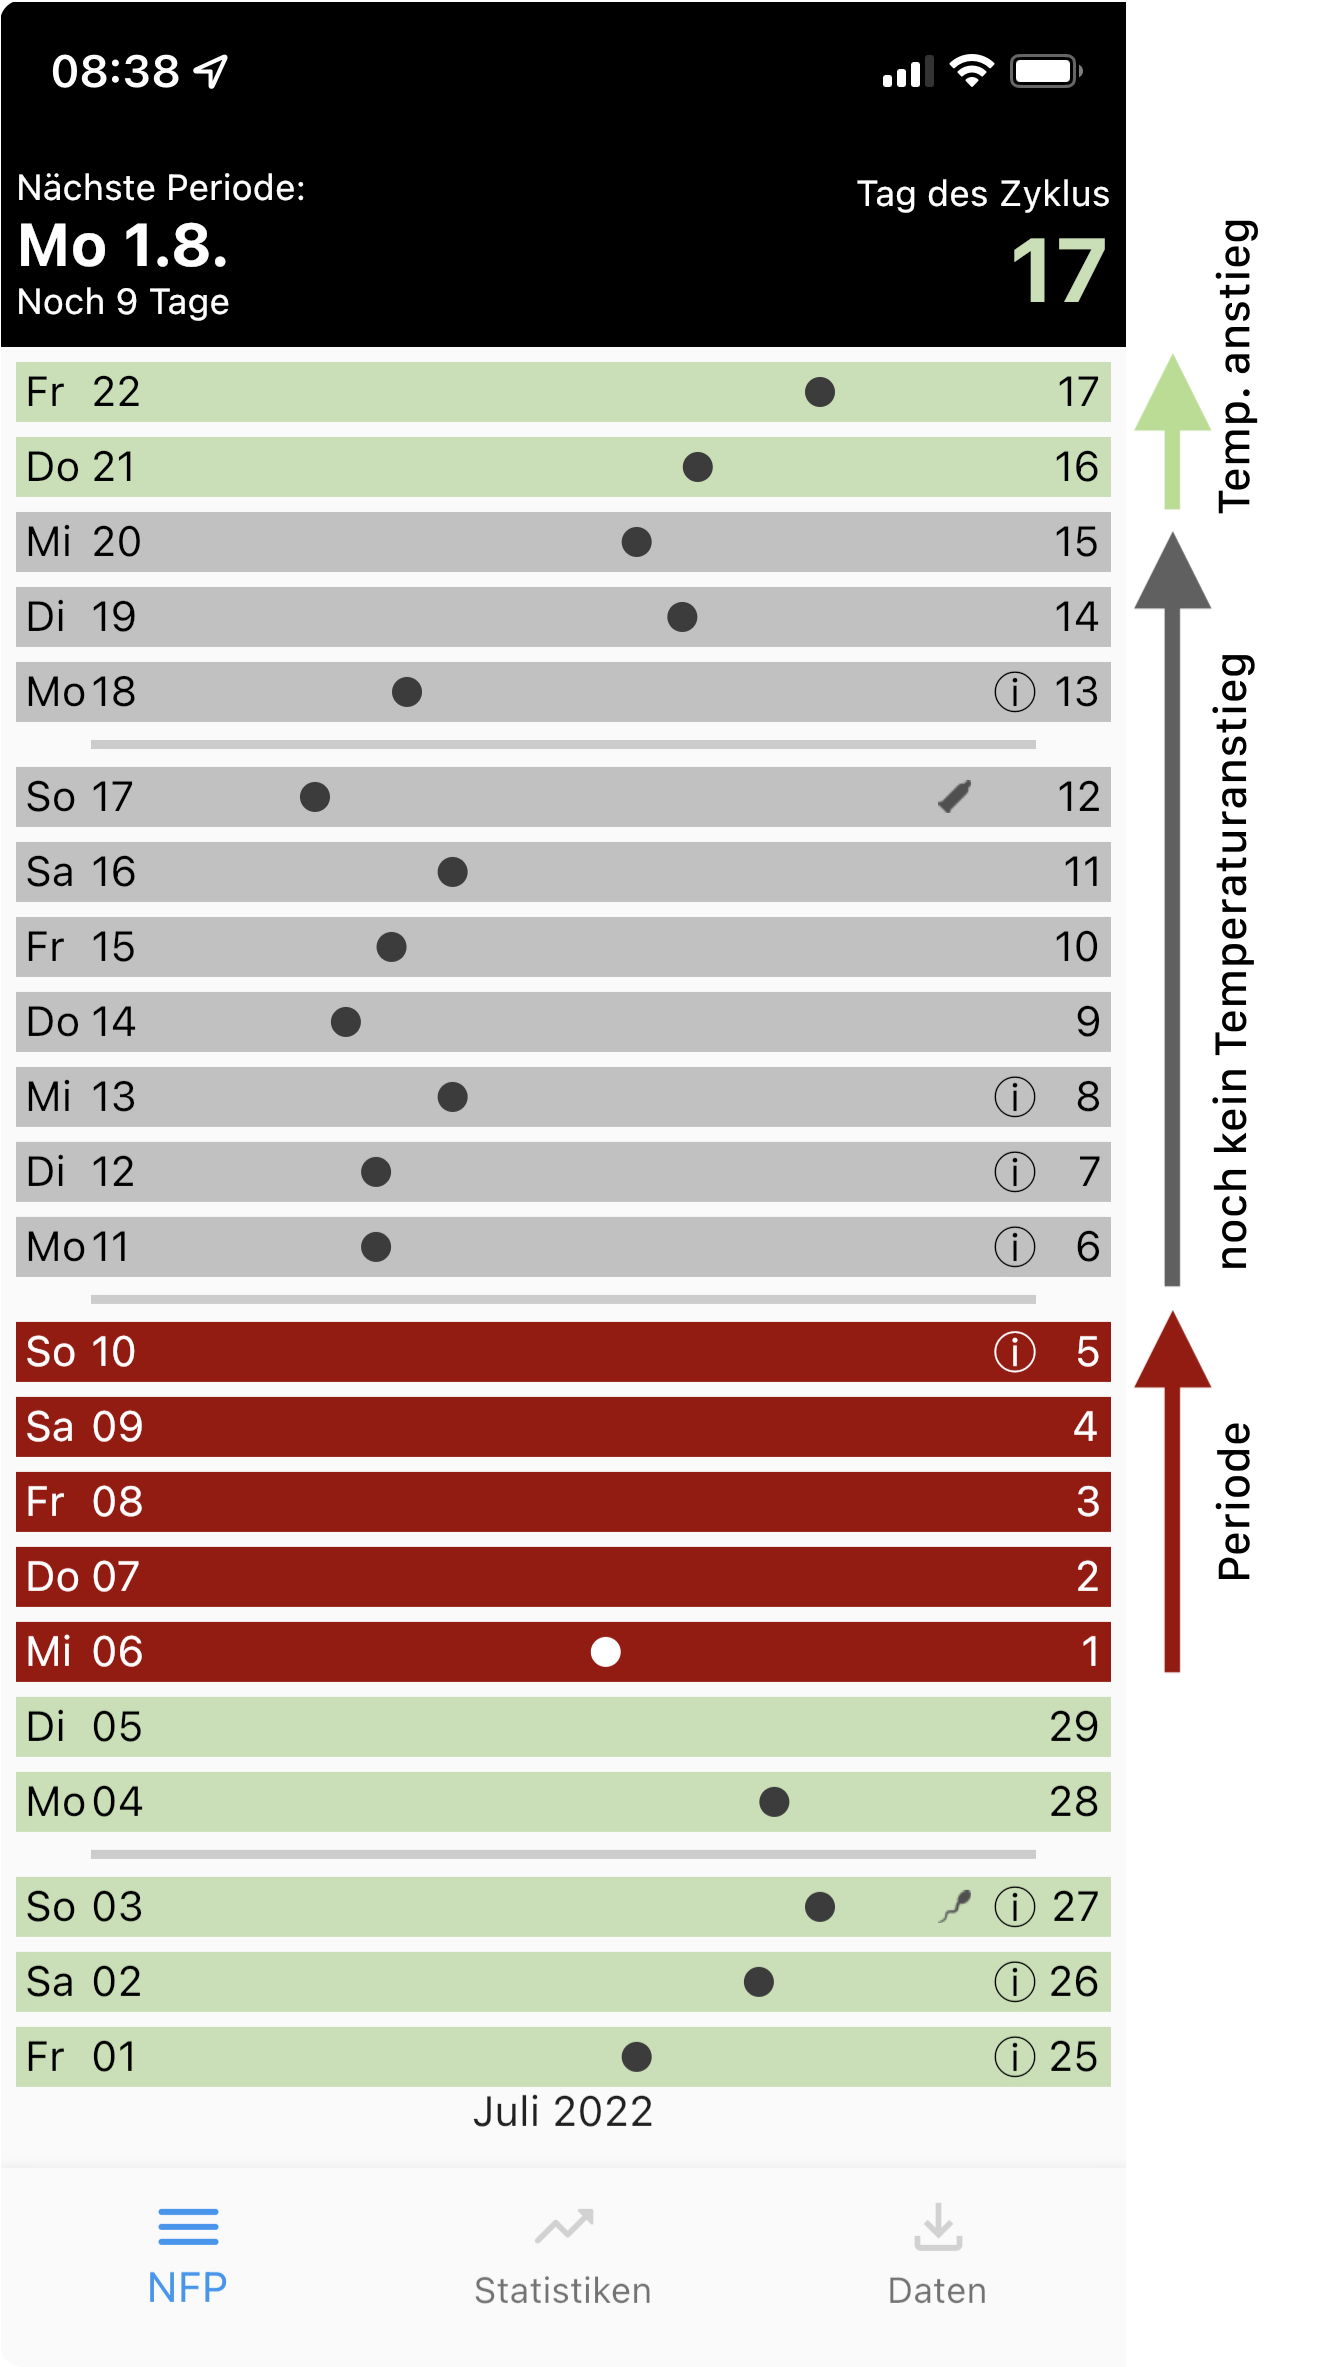 08:38
Nächste Periode:
Mo 1.8.
Noch 9 Tage
Tag des Zyklus
17
Fr 22 17
Do 21 16
Mi 20 15
Di 19 14
Mo 18 i 13
So 17 12
Sa 16 11
Fr 15 10
Do 14 9
Mi 13 i 8
Di 12 i 7
Mo 11 i 6
So 10 i 5
Sa 09 4
Fr 08 3
Do 07 2
Mi 06 1
Di 05 29
Mo 04 28
So 03 i 27
Sa 02 i 26
Fr 01 i 25
Juli 2022
NFP
Statistiken
Daten
Temp. anstieg
noch kein Temperaturanstieg
Periode